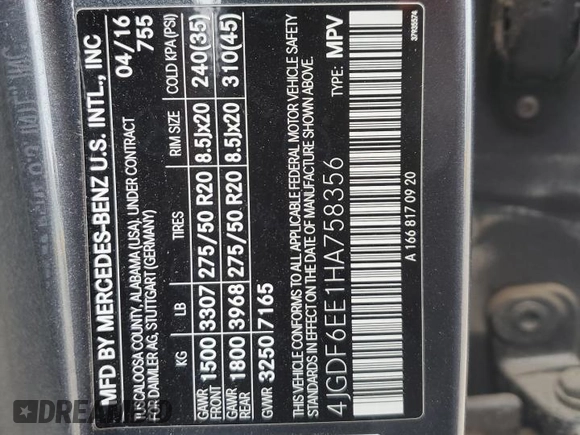 MFD BY MERCEDES-BENZ U.S. INTL., INC
TUSCALOOSA COUNTY, ALABAMA (USA), UNDER CONTRACT
FOR DAIMLER AG, STUTTGART (GERMANY)
04/16
755
KG LB TIRES RIM SIZE COLD KPA(PSI)
GAWR FRONT 1500 3307 275/50 R20 8.5Jx20 240(35)
GAWR REAR 1800 3968 275/50 R20 8.5Jx20 310(45)
GVWR 3250 7165
THIS VEHICLE CONFORMS TO ALL APPLICABLE FEDERAL MOTOR VEHICLE SAFETY
STANDARDS IN EFFECT ON THE DATE OF MANUFACTURE SHOWN ABOVE.
4JGDF6EE1HA758356
TYPE: MPV
A 166 817 09 20
37935574
DREAMBID